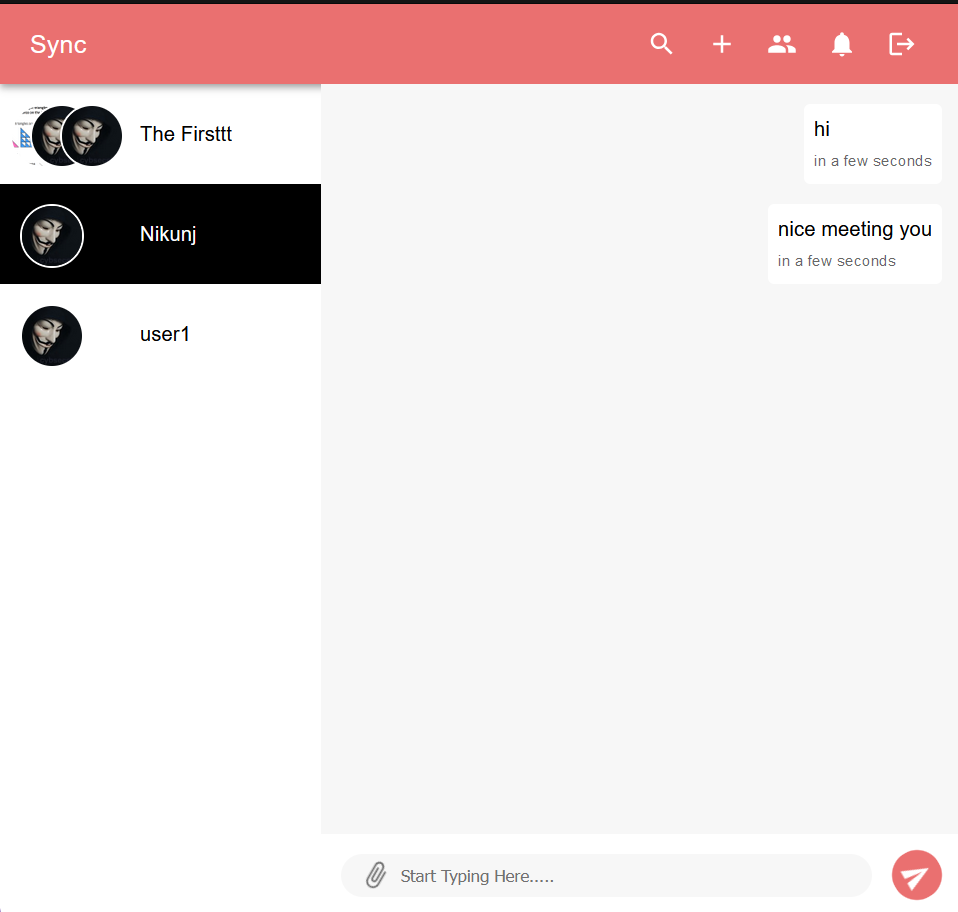 Sync
The Firsttt
Nikunj
user1
hi
in a few seconds
nice meeting you
in a few seconds
Start Typing Here.....